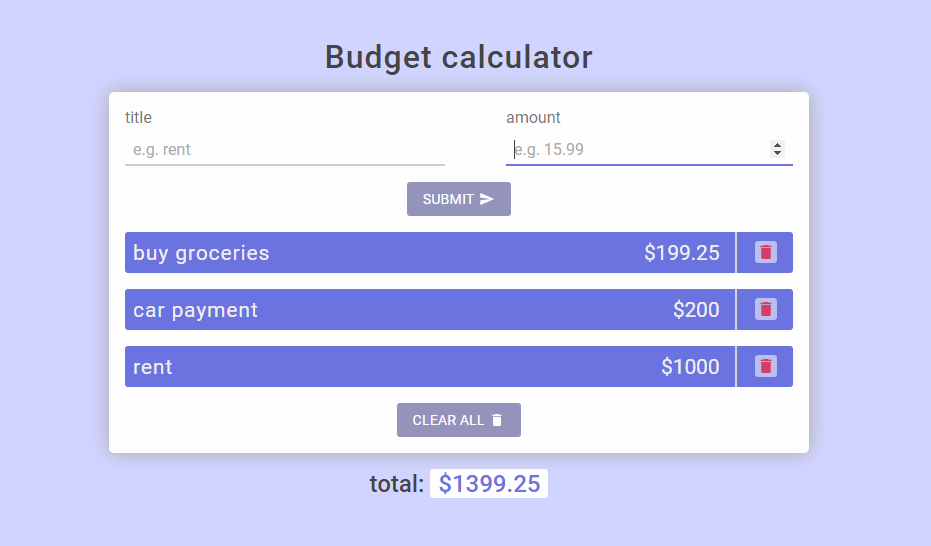 Budget calculator
title amount
e.g. rent e.g. 15.99
SUBMIT
buy groceries $199.25
car payment $200
rent $1000
CLEAR ALL
total: $1399.25